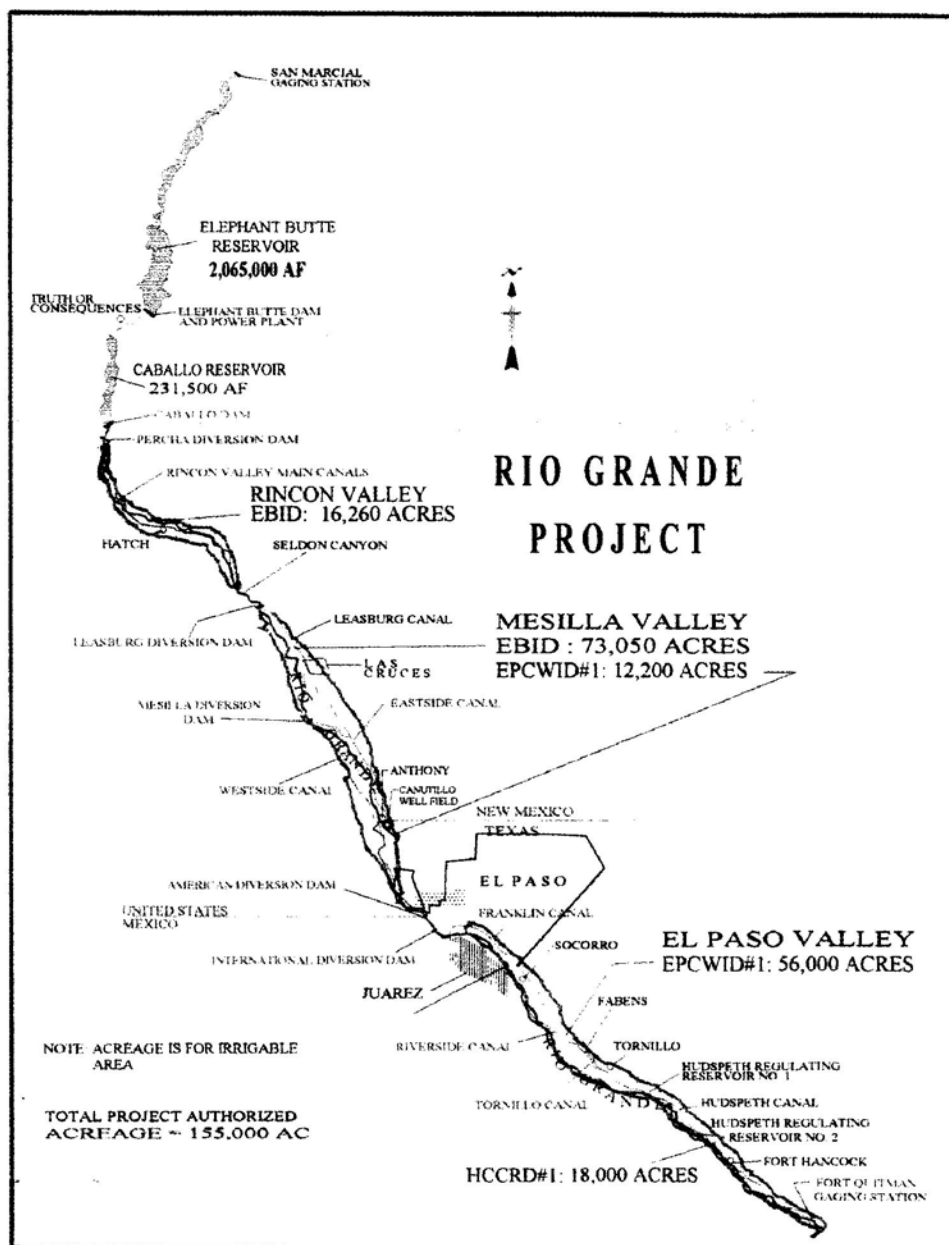 SAN MARCIAL
GAGING STATION
ELEPHANT BUTTE
RESERVOIR
2,065,000 AF
TRUTH OR
CONSEQUENCES
ELEPHANT BUTTE DAM
AND POWER PLANT
CABALLO RESERVOIR
231,500 AF
CABALLO DAM
PERCHA DIVERSION DAM
RIO GRANDE
PROJECT
RINCON VALLEY MAIN CANALS
RINCON VALLEY
EBID: 16,260 ACRES
HATCH
SELDON CANYON
LEASBURG CANAL
MESILLA VALLEY
EBID : 73,050 ACRES
EPCWID#1: 12,200 ACRES
LEASBURG DIVERSION DAM
LAS
CRUCES
RIO GRANDE
MESILLA DIVERSION
DAM
EASTSIDE CANAL
WESTSIDE CANAL
ANTHONY
CANUTILLO
WELL FIELD
NEW MEXICO
TEXAS
AMERICAN DIVERSION DAM
EL PASO
UNITED STATES
MEXICO
FRANKLIN CANAL
INTERNATIONAL DIVERSION DAM
SOCORRO
EL PASO VALLEY
EPCWID#1: 56,000 ACRES
JUAREZ
FABENS
RIVERSIDE CANAL
TORNILLO
NOTE: ACREAGE IS FOR IRRIGABLE
AREA
RIO GRANDE
HUDSPETH REGULATING
RESERVOIR NO. 1
TORNILLO CANAL
HUDSPETH CANAL
TOTAL PROJECT AUTHORIZED
ACREAGE ~ 155,000 AC
HUDSPETH REGULATING
RESERVOIR NO. 2
HCCRD#1: 18,000 ACRES
FORT HANCOCK
FORT QUITMAN
GAGING STATION